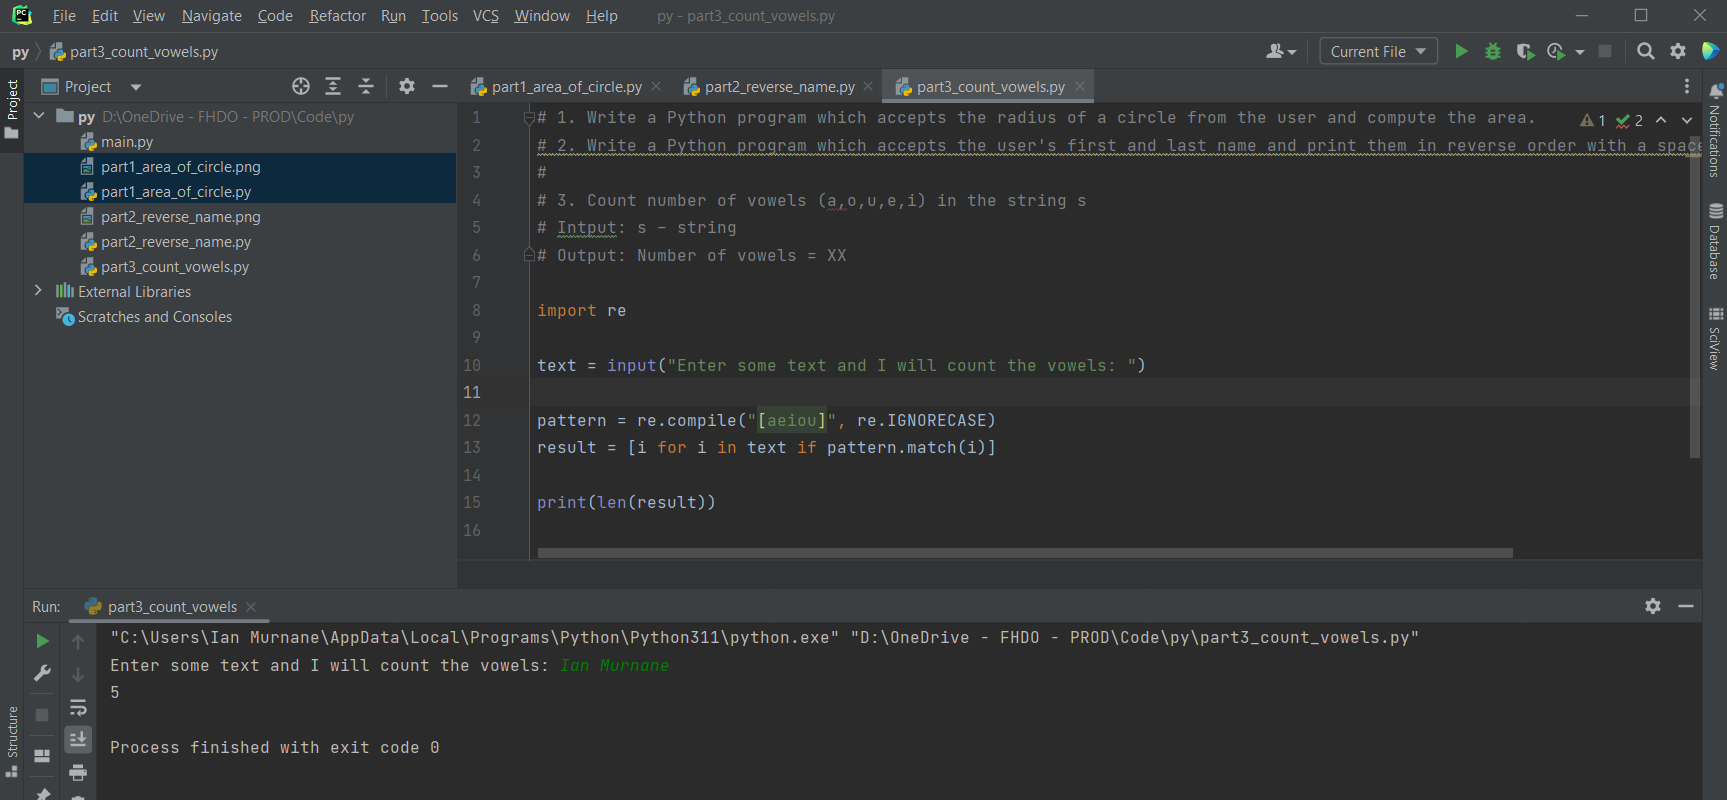 PC File Edit View Navigate Code Refactor Run Tools VCS Window Help py - part3_count_vowels.py
py part3_count_vowels.py Current File
Project
Project part1_area_of_circle.py part2_reverse_name.py part3_count_vowels.py
py D:\OneDrive - FHDO - PROD\Code\py
main.py
part1_area_of_circle.png
part1_area_of_circle.py
part2_reverse_name.png
part2_reverse_name.py
part3_count_vowels.py
External Libraries
Scratches and Consoles
1 # 1. Write a Python program which accepts the radius of a circle from the user and compute the area.
2 # 2. Write a Python program which accepts the user's first and last name and print them in reverse order with a space
3 #
4 # 3. Count number of vowels (a,o,u,e,i) in the string s
5 # Intput: s - string
6 # Output: Number of vowels = XX
7
8 import re
9
10 text = input("Enter some text and I will count the vowels: ")
11
12 pattern = re.compile("[aeiou]", re.IGNORECASE)
13 result = [i for i in text if pattern.match(i)]
14
15 print(len(result))
16
1 2
Notifications
Database
SciView
Run: part3_count_vowels
"C:\Users\Ian Murnane\AppData\Local\Programs\Python\Python311\python.exe" "D:\OneDrive - FHDO - PROD\Code\py\part3_count_vowels.py"
Enter some text and I will count the vowels: Ian Murnane
5
Process finished with exit code 0
Structure